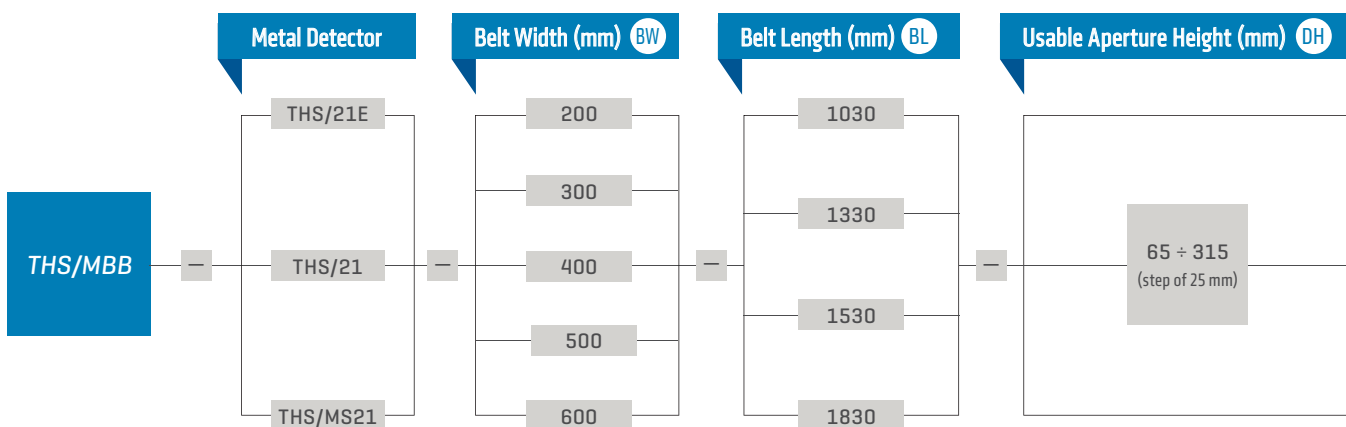 Metal Detector
Belt Width (mm) BW
Belt Length (mm) BL
Usable Aperture Height (mm) DH
THS/MBB
—
THS/21E
THS/21
THS/MS21
—
200
300
400
500
600
—
1030
1330
1530
1830
—
65 ÷ 315
(step of 25 mm)